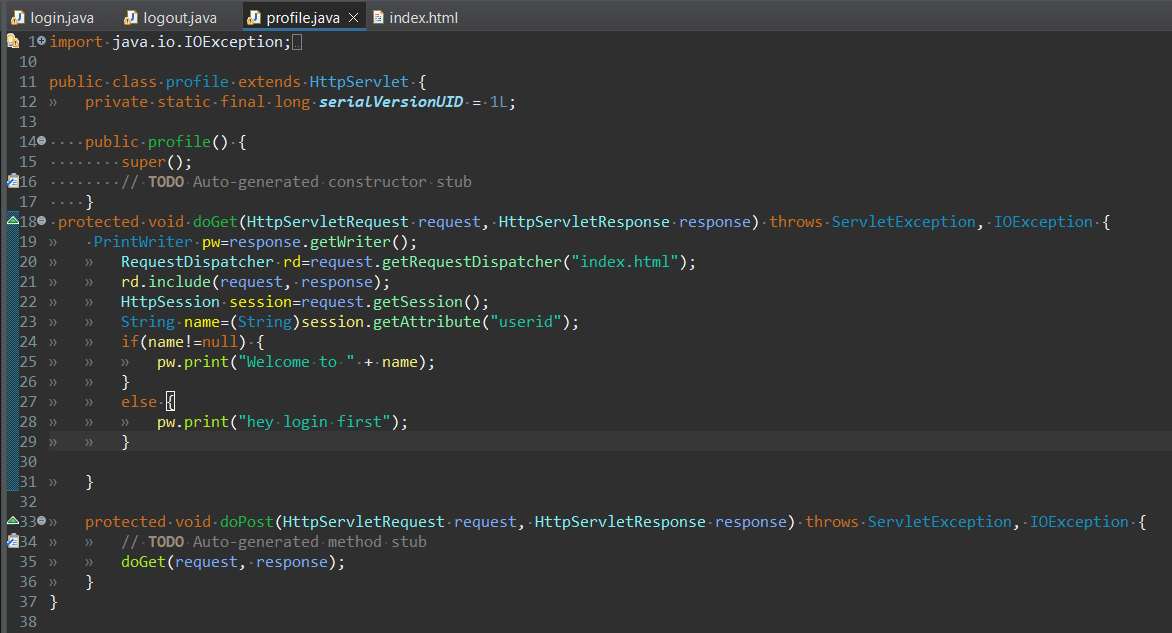 login.java logout.java profile.java index.html
1 import java.io.IOException;
10
11 public class profile extends HttpServlet {
12 private static final long serialVersionUID = 1L;
13
14 public profile() {
15 super();
16 // TODO Auto-generated constructor stub
17 }
18 protected void doGet(HttpServletRequest request, HttpServletResponse response) throws ServletException, IOException {
19 PrintWriter pw=response.getWriter();
20 RequestDispatcher rd=request.getRequestDispatcher("index.html");
21 rd.include(request, response);
22 HttpSession session=request.getSession();
23 String name=(String)session.getAttribute("userid");
24 if(name!=null) {
25 pw.print("Welcome to " + name);
26 }
27 else {
28 pw.print("hey login first");
29 }
30
31 }
32
33 protected void doPost(HttpServletRequest request, HttpServletResponse response) throws ServletException, IOException {
34 // TODO Auto-generated method stub
35 doGet(request, response);
36 }
37 }
38